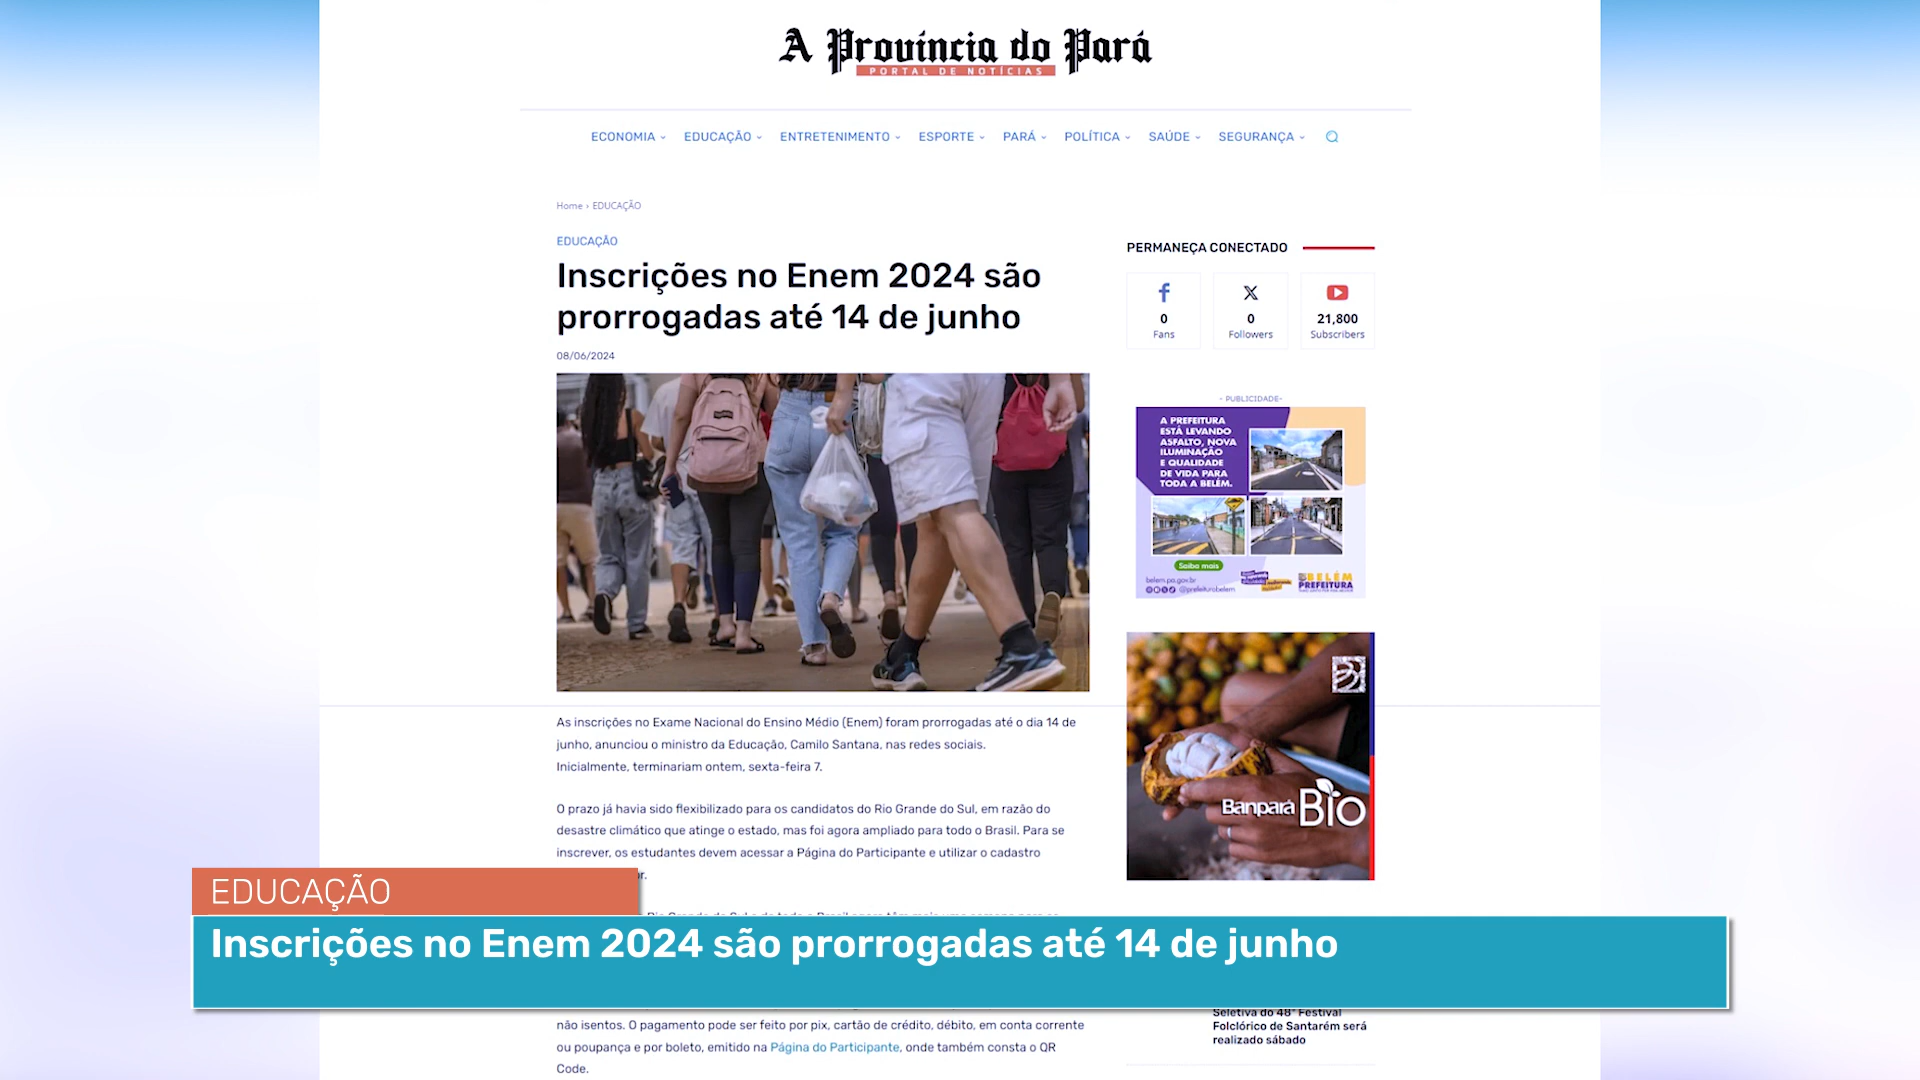 A Província do Pará
PORTAL DE NOTÍCIAS
ECONOMIA
EDUCAÇÃO
ENTRETENIMENTO
ESPORTE
PARÁ
POLÍTICA
SAÚDE
SEGURANÇA
Home › EDUCAÇÃO
EDUCAÇÃO
Inscrições no Enem 2024 são
prorrogadas até 14 de junho
08/06/2024
As inscrições no Exame Nacional do Ensino Médio (Enem) foram prorrogadas até o dia 14 de
junho, anunciou o ministro da Educação, Camilo Santana, nas redes sociais.
Inicialmente, terminariam ontem, sexta-feira 7.
O prazo já havia sido flexibilizado para os candidatos do Rio Grande do Sul, em razão do
desastre climático que atinge o estado, mas foi agora ampliado para todo o Brasil. Para se
inscrever, os estudantes devem acessar a Página do Participante e utilizar o cadastro
não isentos. O pagamento pode ser feito por pix, cartão de crédito, débito, em conta corrente
ou poupança e por boleto, emitido na Página do Participante, onde também consta o QR
Code.
PERMANEÇA CONECTADO
0
Fans
0
Followers
21,800
Subscribers
- PUBLICIDADE-
A PREFEITURA
ESTÁ LEVANDO
ASFALTO, NOVA
ILUMINAÇÃO
E QUALIDADE
DE VIDA PARA
TODA A BELÉM.
Saiba mais
belem.pa.gov.br
@prefeiturabelem
BELÉM
PREFEITURA
Banpará Bio
Seletiva do 48° Festival
Folclórico de Santarém será
realizado sábado
EDUCAÇÃO
Inscrições no Enem 2024 são prorrogadas até 14 de junho